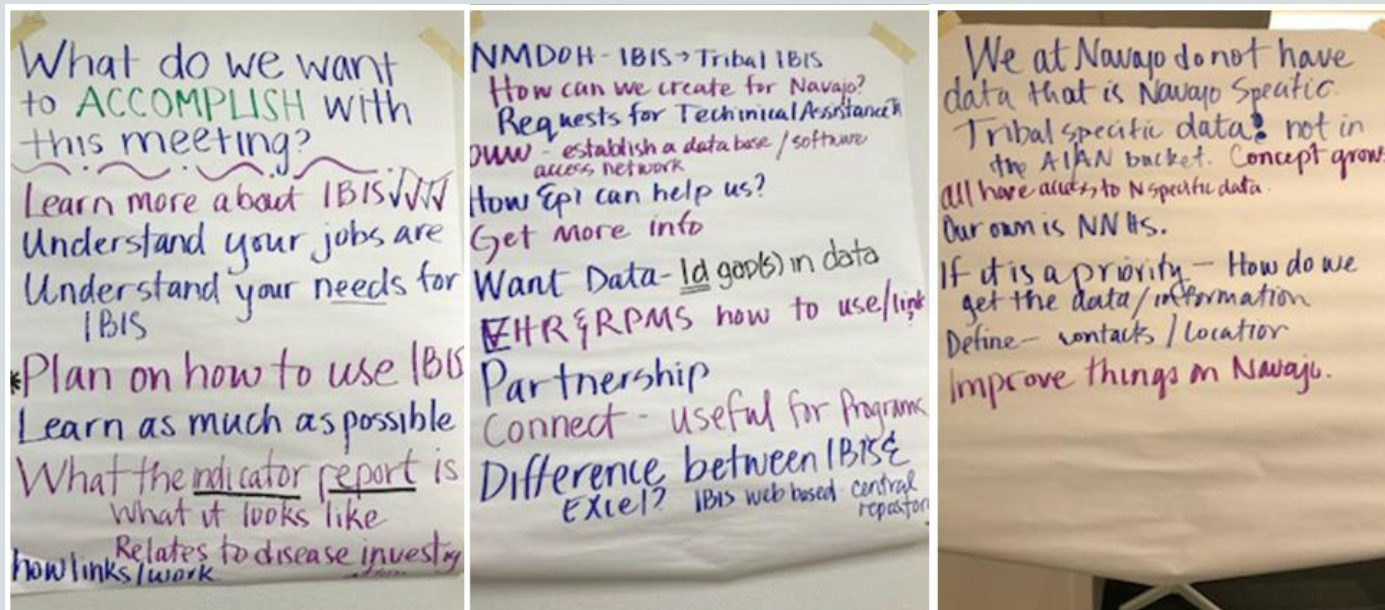 What do we want
to ACCOMPLISH with
this meeting?
Learn more about IBIS √√√√
Understand your jobs are
Understand your needs for
IBIS
*Plan on how to use IBIS
Learn as much as possible
What the indicator report is
What it looks like
Relates to disease investig
how links/work
NMDOH - IBIS → Tribal IBIS
How can we create for Navajo?
Requests for Techinical Assistance
- establish a data base / software
access network
How Epi can help us?
Get More info
Want Data - Id gap(s) in data
EHR & RPMS how to use/link
Partnership
Connect - useful for Programs
Difference between IBIS &
EXcel? IBIS web based - central
repositor
We at Navajo do not have
data that is Navajo Specific.
Tribal specific data! not in
the AIAN bucket. Concept grow
all have access to N specific data.
Our own is NNHS.
If it is a priority - How do we
get the data/information
Define - contacts / Location
Improve things on Navajo.